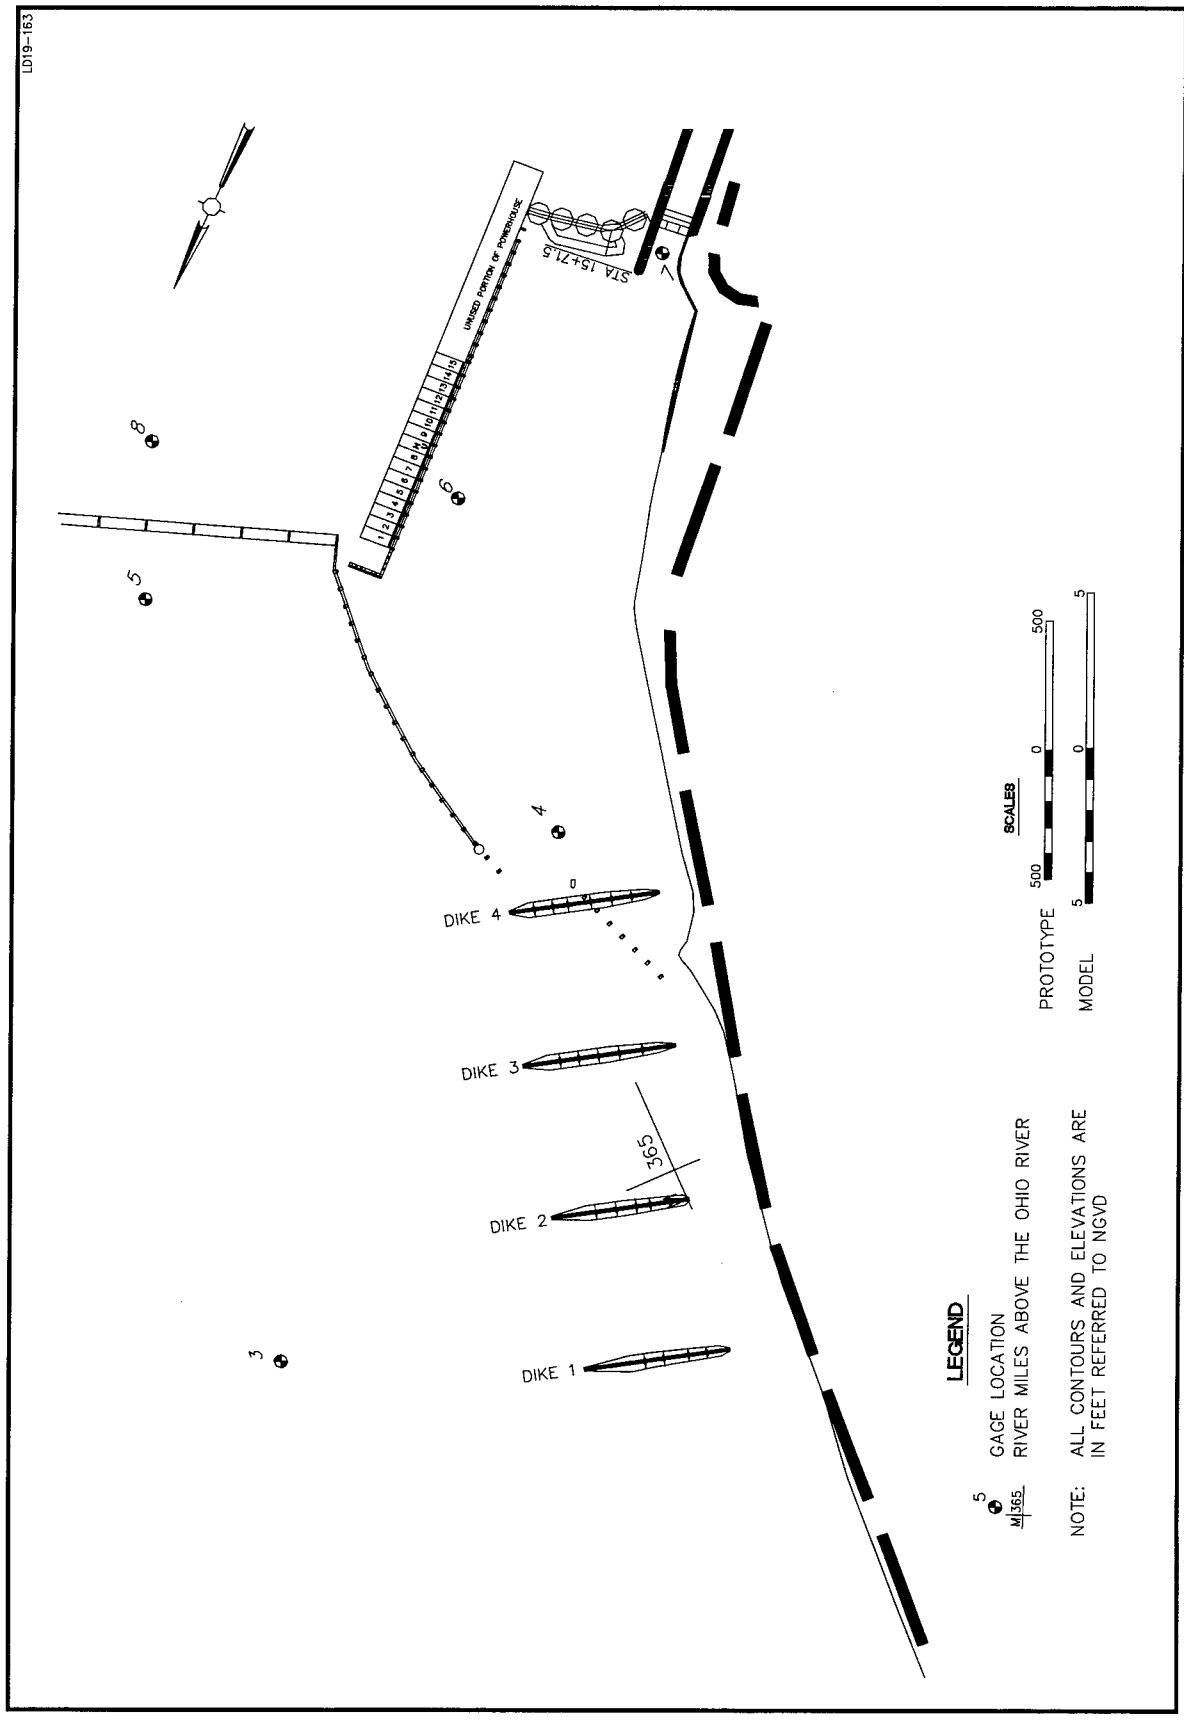 LD19-163
8
5
UNUSED PORTION OF POWERHOUSE
1 2 3 4 5 6 7 8 9 10 11 12 13 14 15
6
STA 15+71.5
7
4
DIKE 4
DIKE 3
365
DIKE 2
3
DIKE 1
SCALES
PROTOTYPE 500 0 500
MODEL 5 0 5
LEGEND
5 GAGE LOCATION
M 365 RIVER MILES ABOVE THE OHIO RIVER
NOTE: ALL CONTOURS AND ELEVATIONS ARE
IN FEET REFERRED TO NGVD